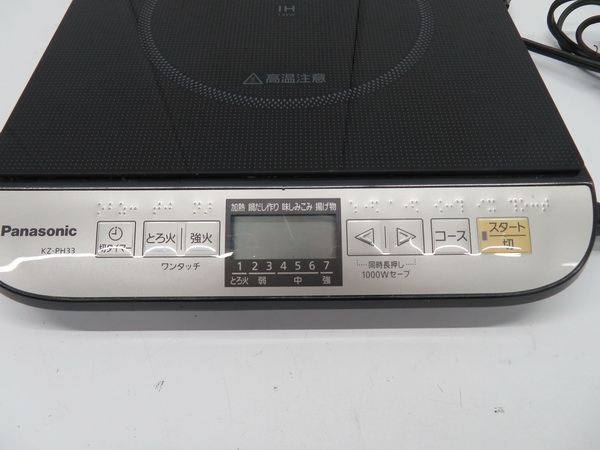 IH
高温注意
Panasonic
KZ-PH33
切タイマー
とろ火
強火
ワンタッチ
加熱 鍋だし作り 味しみこみ 揚げ物
1 2 3 4 5 6 7
とろ火 弱 中 強
同時長押し
1000Wセーブ
コース
スタート
切